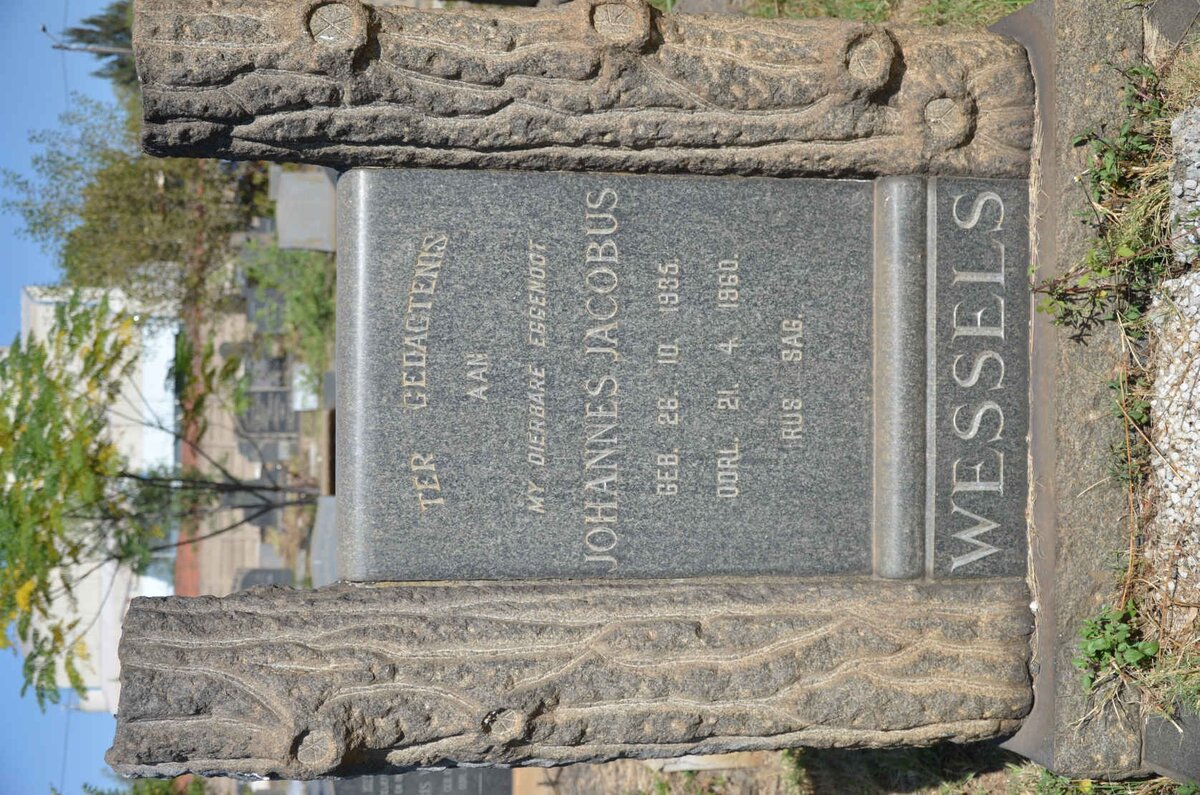 TER GEDAGTENIS
AAN
MY DIERBARE EGGENOOT
JOHANNES JACOBUS
GEB. 26. 10. 1935.
OORL. 21. 4. 1960.
RUS SAG.
WESSELS